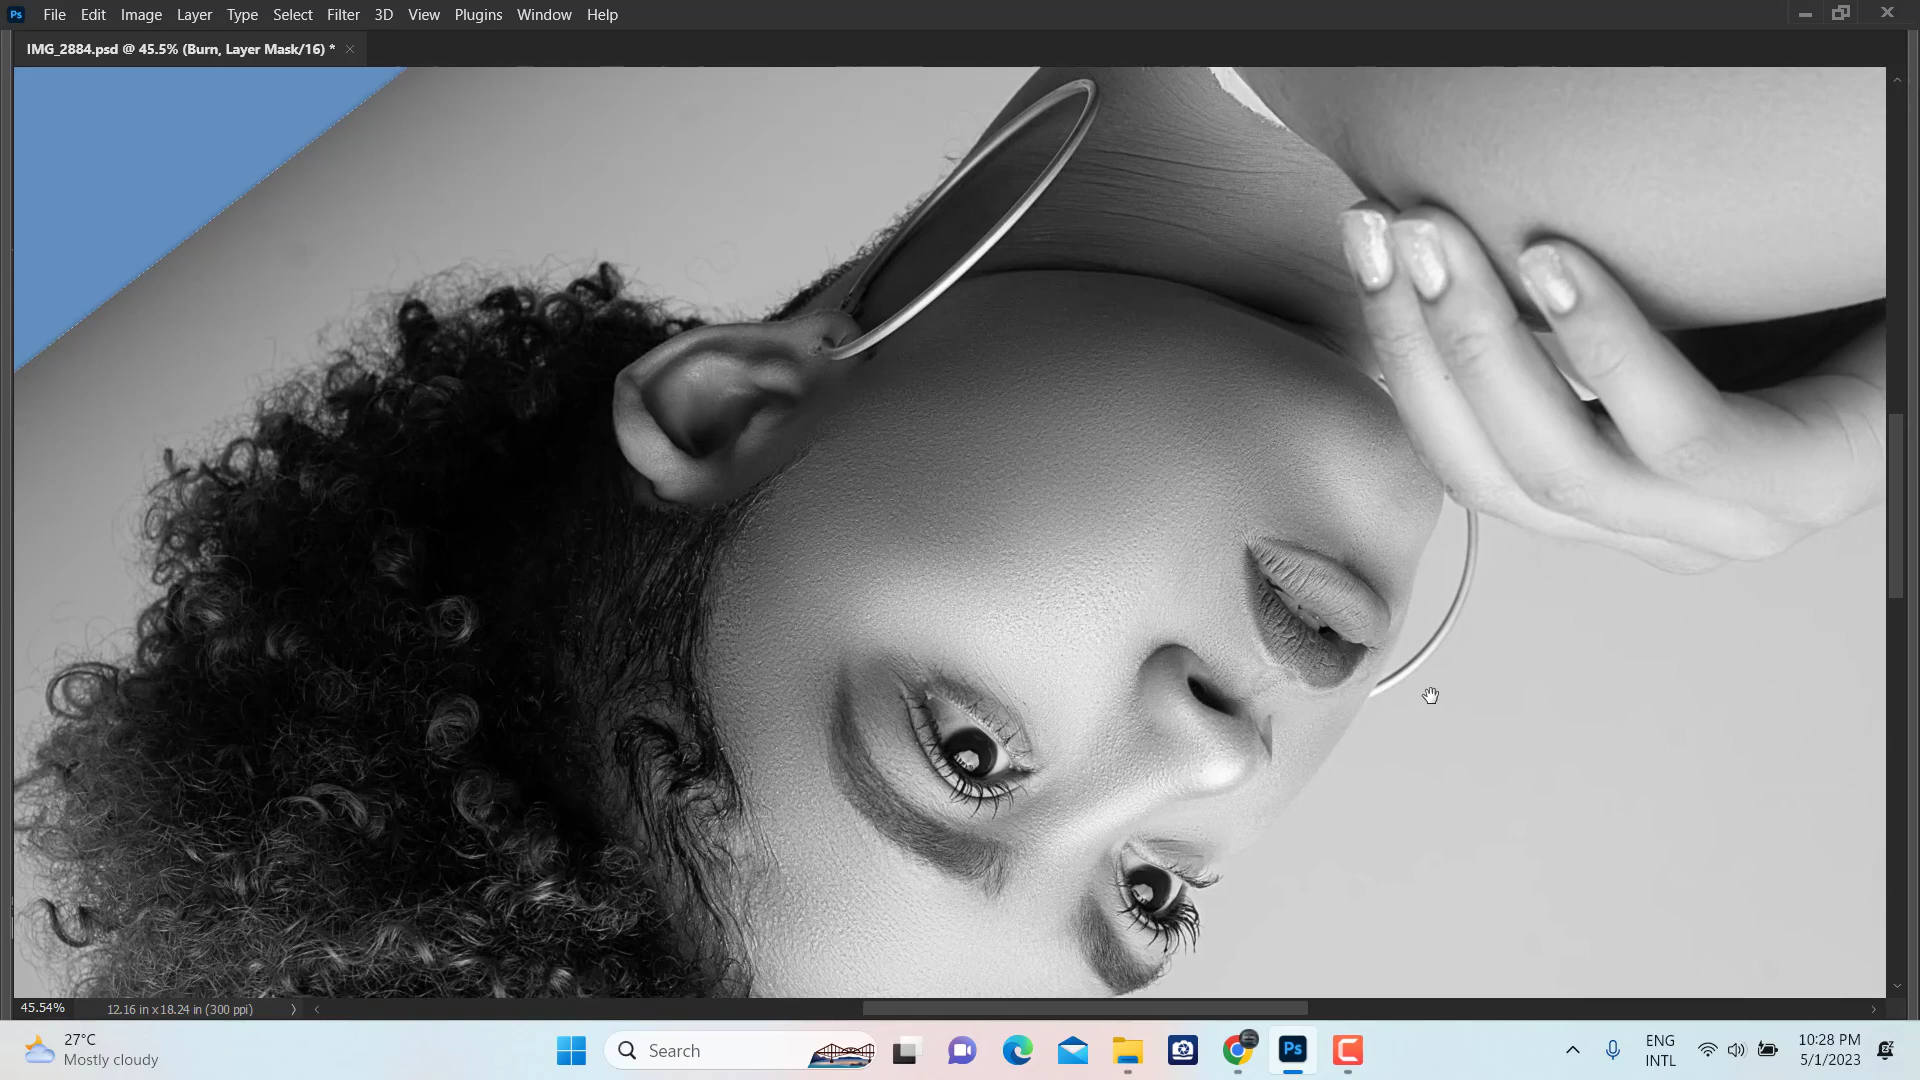 Ps File Edit Image Layer Type Select Filter 3D View Plugins Window Help
IMG_2884.psd @ 45.5% (Burn, Layer Mask/16) *
45.54% 12.16 in x 18.24 in (300 ppi)
27°C
Mostly cloudy
Search
Ps
ENG
INTL
10:28 PM
5/1/2023